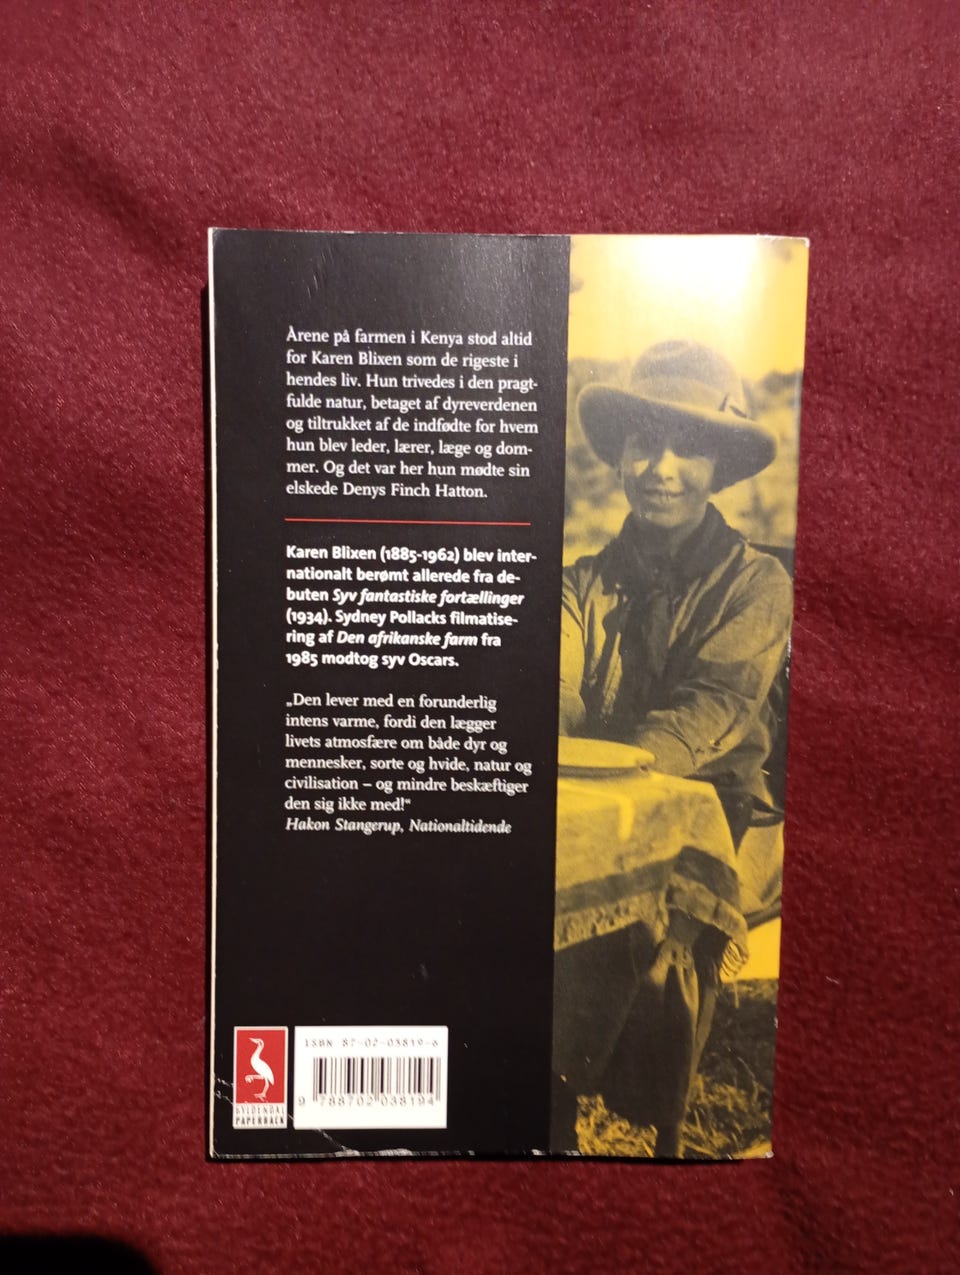 Årene på farmen i Kenya stod altid
for Karen Blixen som de rigeste i
hendes liv. Hun trivedes i den pragt-
fulde natur, betaget af dyreverdenen
og tiltrukket af de indfødte for hvem
hun blev leder, lærer, læge og dom-
mer. Og det var her hun mødte sin
elskede Denys Finch Hatton.
Karen Blixen (1885-1962) blev inter-
nationalt berømt allerede fra de-
buten Syv fantastiske fortællinger
(1934). Sydney Pollacks filmatise-
ring af Den afrikanske farm fra
1985 modtog syv Oscars.
„Den lever med en forunderlig
intens varme, fordi den lægger
livets atmosfære om både dyr og
mennesker, sorte og hvide, natur og
civilisation – og mindre beskæftiger
den sig ikke med!“
Hakon Stangerup, Nationaltidende
ISBN 87-02-03819-6
9 788702 038194
GYLDENDAL
PAPERBACK